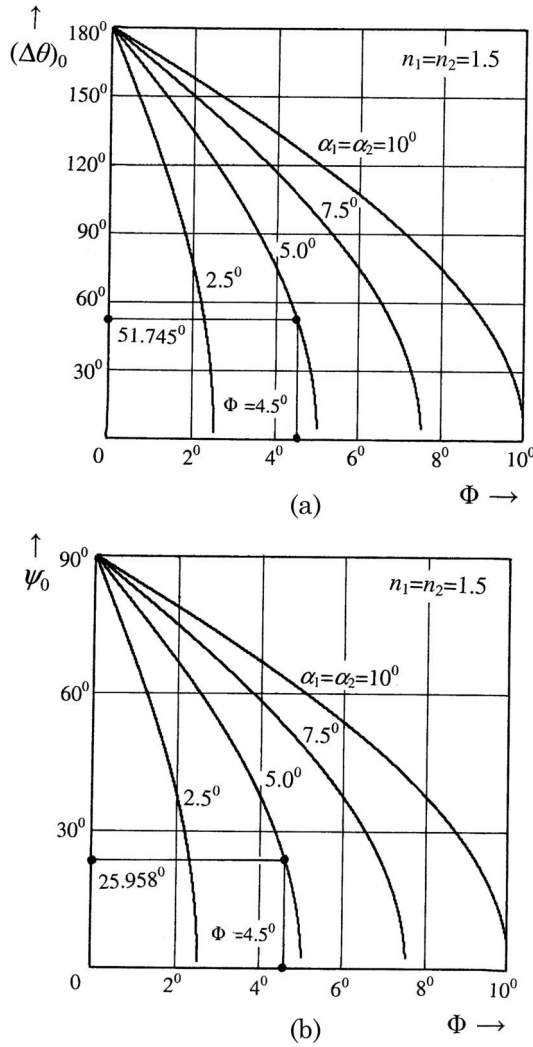 ↑
180⁰
(Δθ)₀
n₁=n₂=1.5
150⁰
α₁=α₂=10⁰
120⁰
7.5⁰
90⁰
5.0⁰
2.5⁰
60⁰
51.745⁰
30⁰
Φ =4.5⁰
0 2⁰ 4⁰ 6⁰ 8⁰ 10⁰
Φ →
(a)
↑
90⁰
ψ₀
n₁=n₂=1.5
α₁=α₂=10⁰
60⁰
7.5⁰
5.0⁰
2.5⁰
30⁰
25.958⁰
Φ =4.5⁰
0 2⁰ 4⁰ 6⁰ 8⁰ 10⁰
Φ →
(b)